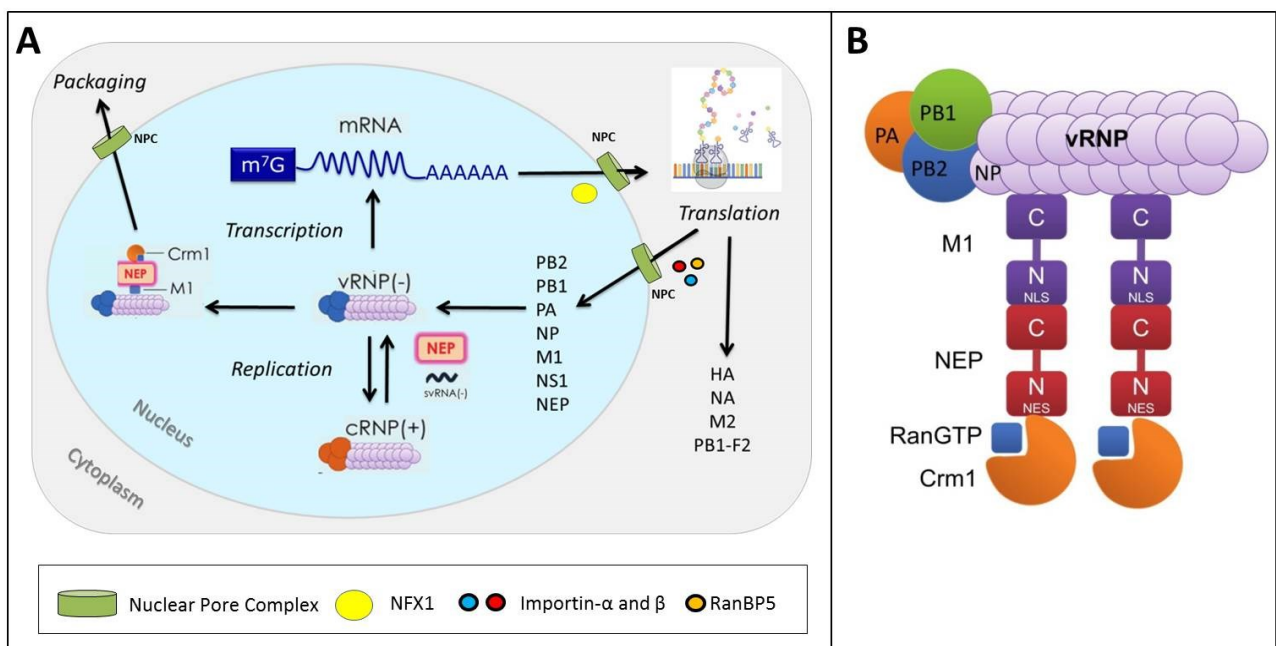 A
Packaging
NPC
mRNA
m⁷G
AAAAAA
NPC
Translation
Transcription
Crm1
NEP
M1
vRNP(-)
NPC
PB2
PB1
PA
NP
M1
NS1
NEP
Replication
NEP
svRNA(-)
cRNP(+)
HA
NA
M2
PB1-F2
Nucleus
Cytoplasm
Nuclear Pore Complex
NFX1
Importin-α and β
RanBP5
B
PB1
PA
PB2
NP
vRNP
M1
C
C
N
NLS
N
NLS
NEP
C
C
N
NES
N
NES
RanGTP
Crm1